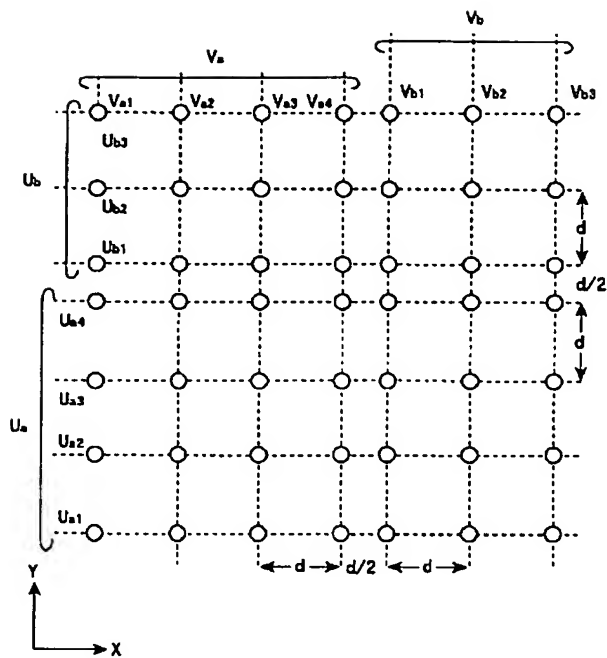 Vb
Va
Va1 Va2 Va3 Va4 Vb1 Vb2 Vb3
Ub3
Ub
Ub2
d
Ub1
d/2
Ua4
d
Ua3
Ua
Ua2
Ua1
d d/2 d
Y
X